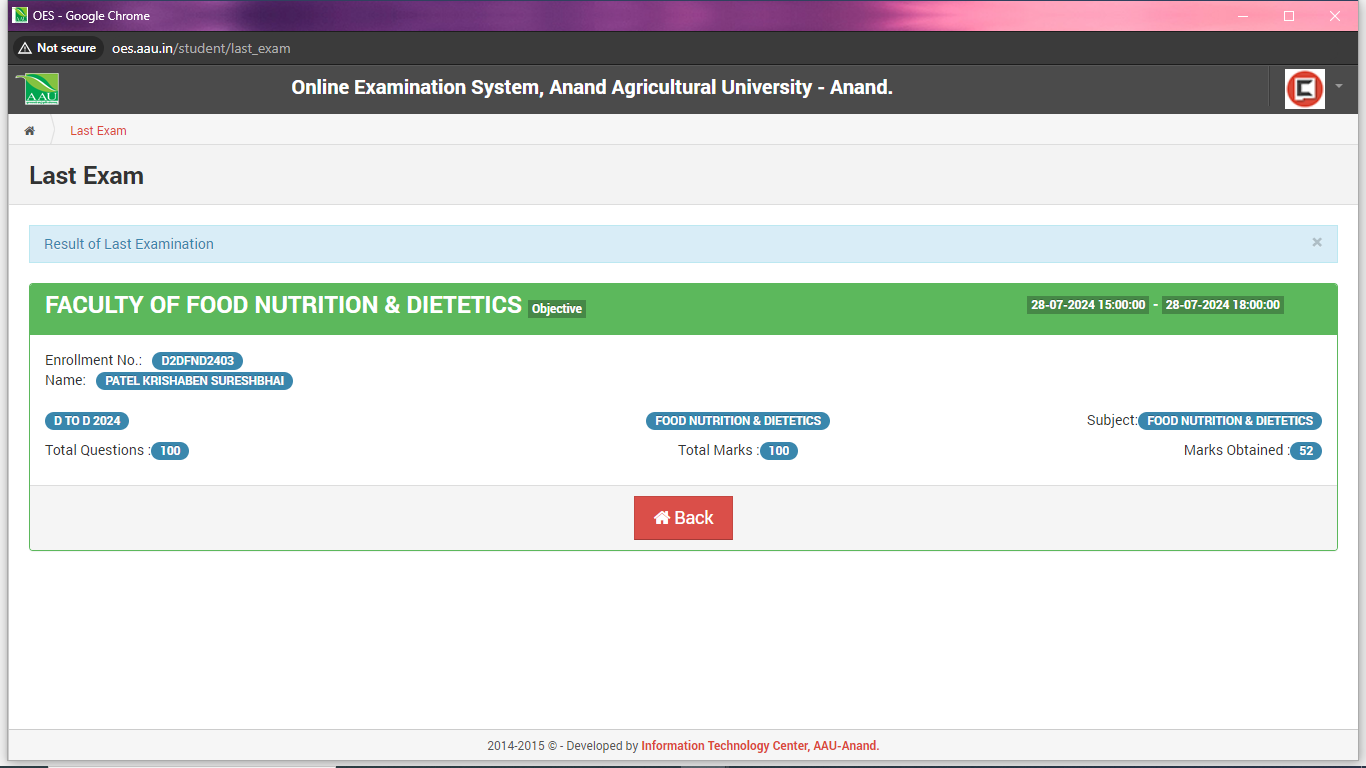 OES - Google Chrome
Not secure oes.aau.in/student/last_exam
AAU Online Examination System, Anand Agricultural University - Anand.
Last Exam
Last Exam
Result of Last Examination ×
FACULTY OF FOOD NUTRITION & DIETETICS Objective 28-07-2024 15:00:00 - 28-07-2024 18:00:00
Enrollment No.: D2DFND2403
Name: PATEL KRISHABEN SURESHBHAI
D TO D 2024 FOOD NUTRITION & DIETETICS Subject: FOOD NUTRITION & DIETETICS
Total Questions : 100 Total Marks : 100 Marks Obtained : 52
Back
2014-2015 © - Developed by Information Technology Center, AAU-Anand.